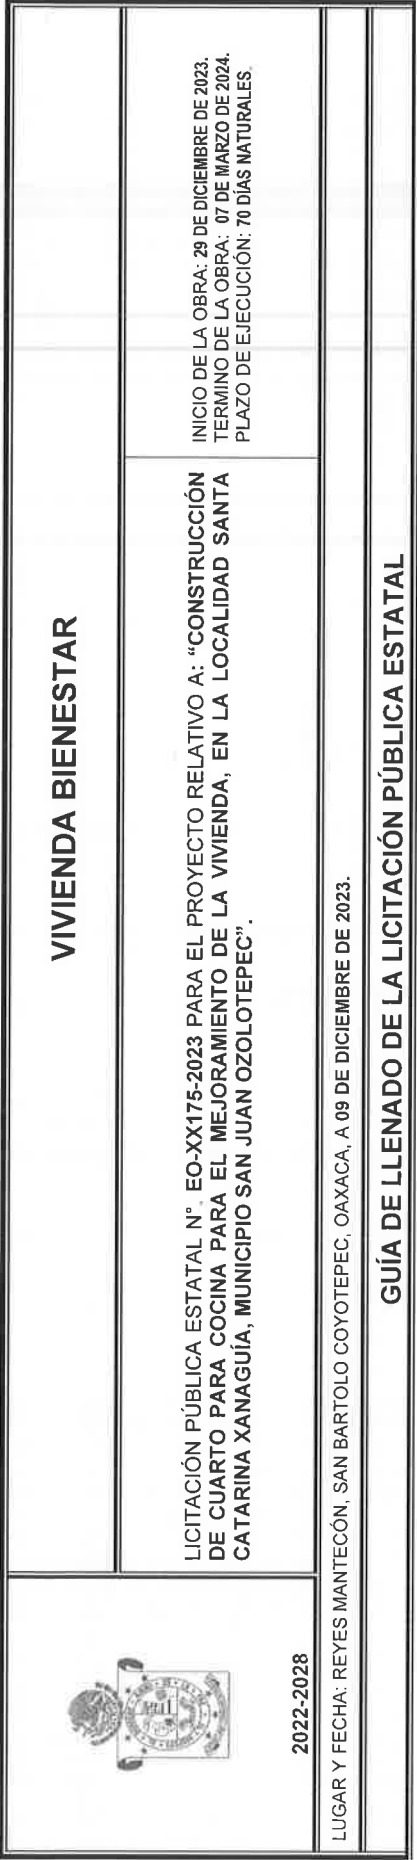 VIVIENDA BIENESTAR
2022-2028
LICITACIÓN PÚBLICA ESTATAL N°. EO-XX175-2023 PARA EL PROYECTO RELATIVO A: “CONSTRUCCIÓN
DE CUARTO PARA COCINA PARA EL MEJORAMIENTO DE LA VIVIENDA, EN LA LOCALIDAD SANTA
CATARINA XANAGUÍA, MUNICIPIO SAN JUAN OZOLOTEPEC”.
INICIO DE LA OBRA: 29 DE DICIEMBRE DE 2023.
TERMINO DE LA OBRA: 07 DE MARZO DE 2024.
PLAZO DE EJECUCIÓN: 70 DÍAS NATURALES.
LUGAR Y FECHA: REYES MANTECÓN, SAN BARTOLO COYOTEPEC, OAXACA, A 09 DE DICIEMBRE DE 2023.
GUÍA DE LLENADO DE LA LICITACIÓN PÚBLICA ESTATAL